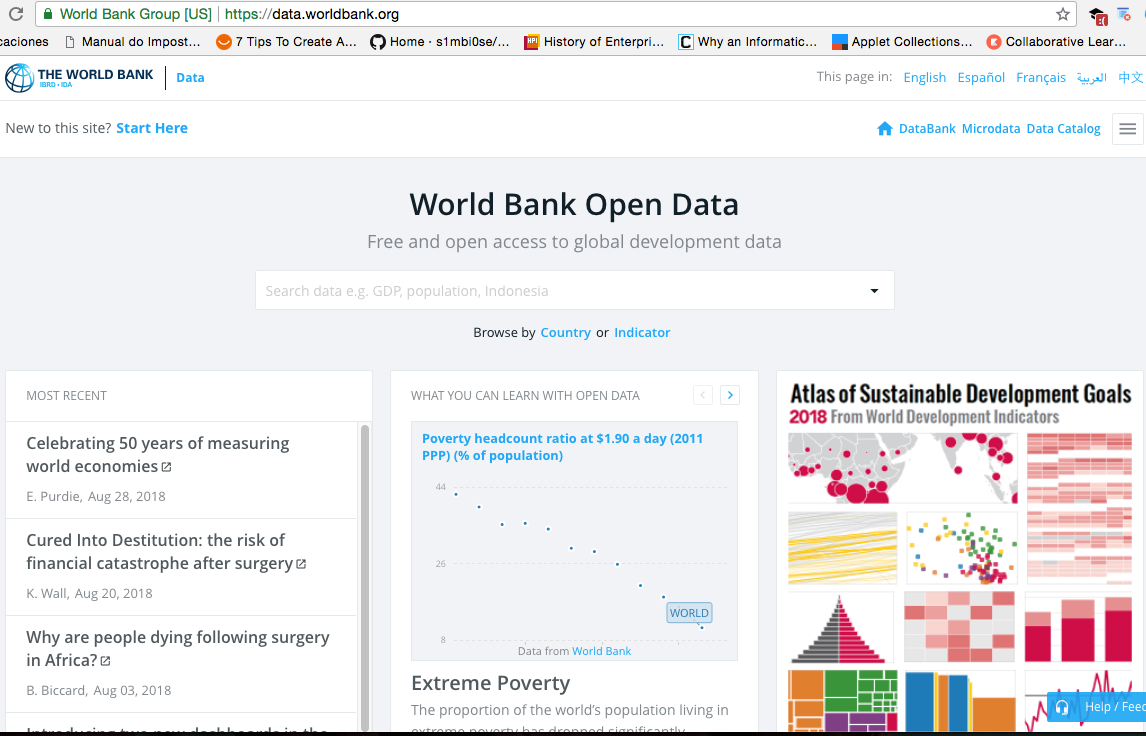 World Bank Group [US] | https://data.worldbank.org
caciones
Manual do Impost...
7 Tips To Create A...
Home · s1mbi0se/...
HPI
History of Enterpri...
C
Why an Informatic...
Applet Collections...
Collaborative Lear...
THE WORLD BANK
IBRD • IDA
Data
This page in: English Español Français العربية 中文
New to this site? Start Here
DataBank Microdata Data Catalog
World Bank Open Data
Free and open access to global development data
Search data e.g. GDP, population, Indonesia
Browse by Country or Indicator
MOST RECENT
Celebrating 50 years of measuring
world economies
E. Purdie, Aug 28, 2018
Cured Into Destitution: the risk of
financial catastrophe after surgery
K. Wall, Aug 20, 2018
Why are people dying following surgery
in Africa?
B. Biccard, Aug 03, 2018
Introducing two new dashboards in the
WHAT YOU CAN LEARN WITH OPEN DATA
Poverty headcount ratio at $1.90 a day (2011
PPP) (% of population)
44
26
WORLD
8
Data from World Bank
Extreme Poverty
The proportion of the world's population living in
extreme poverty has dropped significantly
Atlas of Sustainable Development Goals
2018 From World Development Indicators
Help / Feec